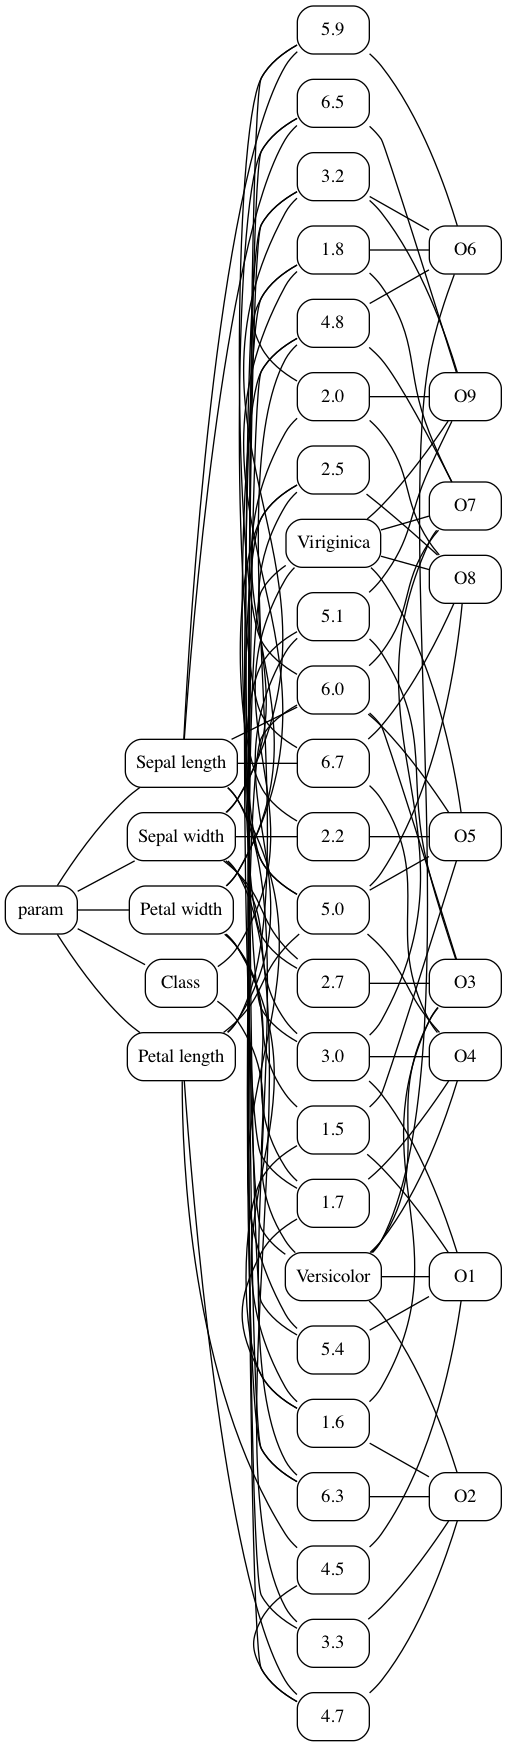 5.9
6.5
3.2
1.8
O6
4.8
2.0
O9
2.5
O7
Viriginica
O8
5.1
6.0
Sepal length
6.7
Sepal width
2.2
O5
param
Petal width
5.0
Class
2.7
O3
Petal length
3.0
O4
1.5
1.7
Versicolor
O1
5.4
1.6
6.3
O2
4.5
3.3
4.7